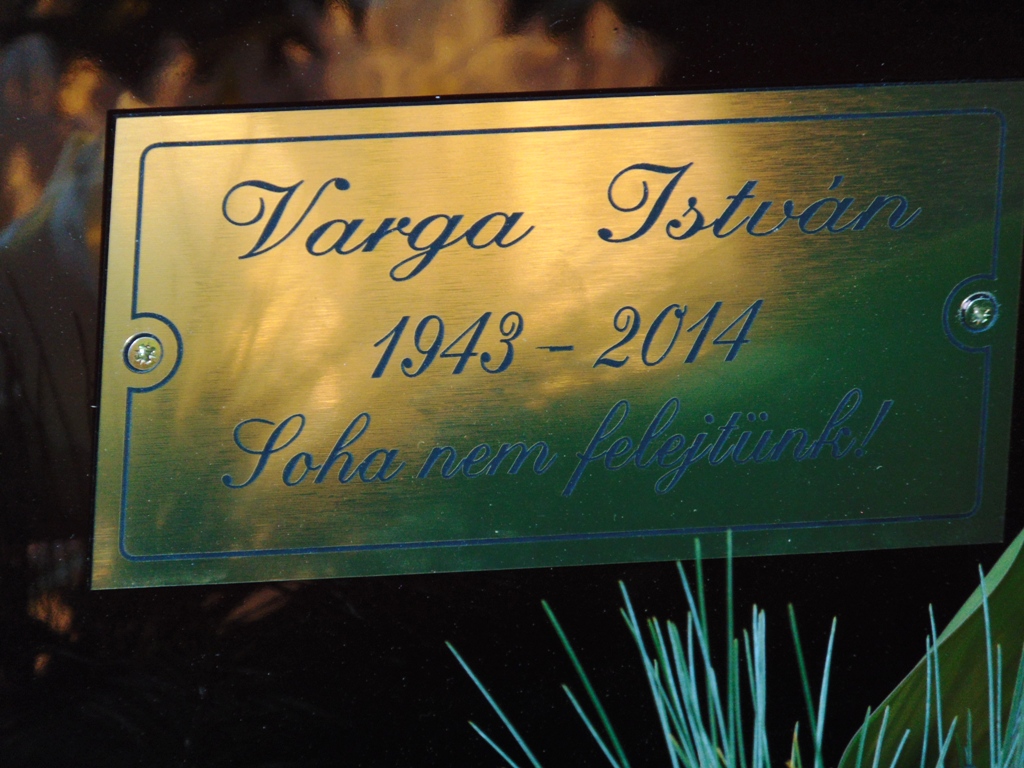 Varga István
1943 - 2014
Soha nem felejtünk!